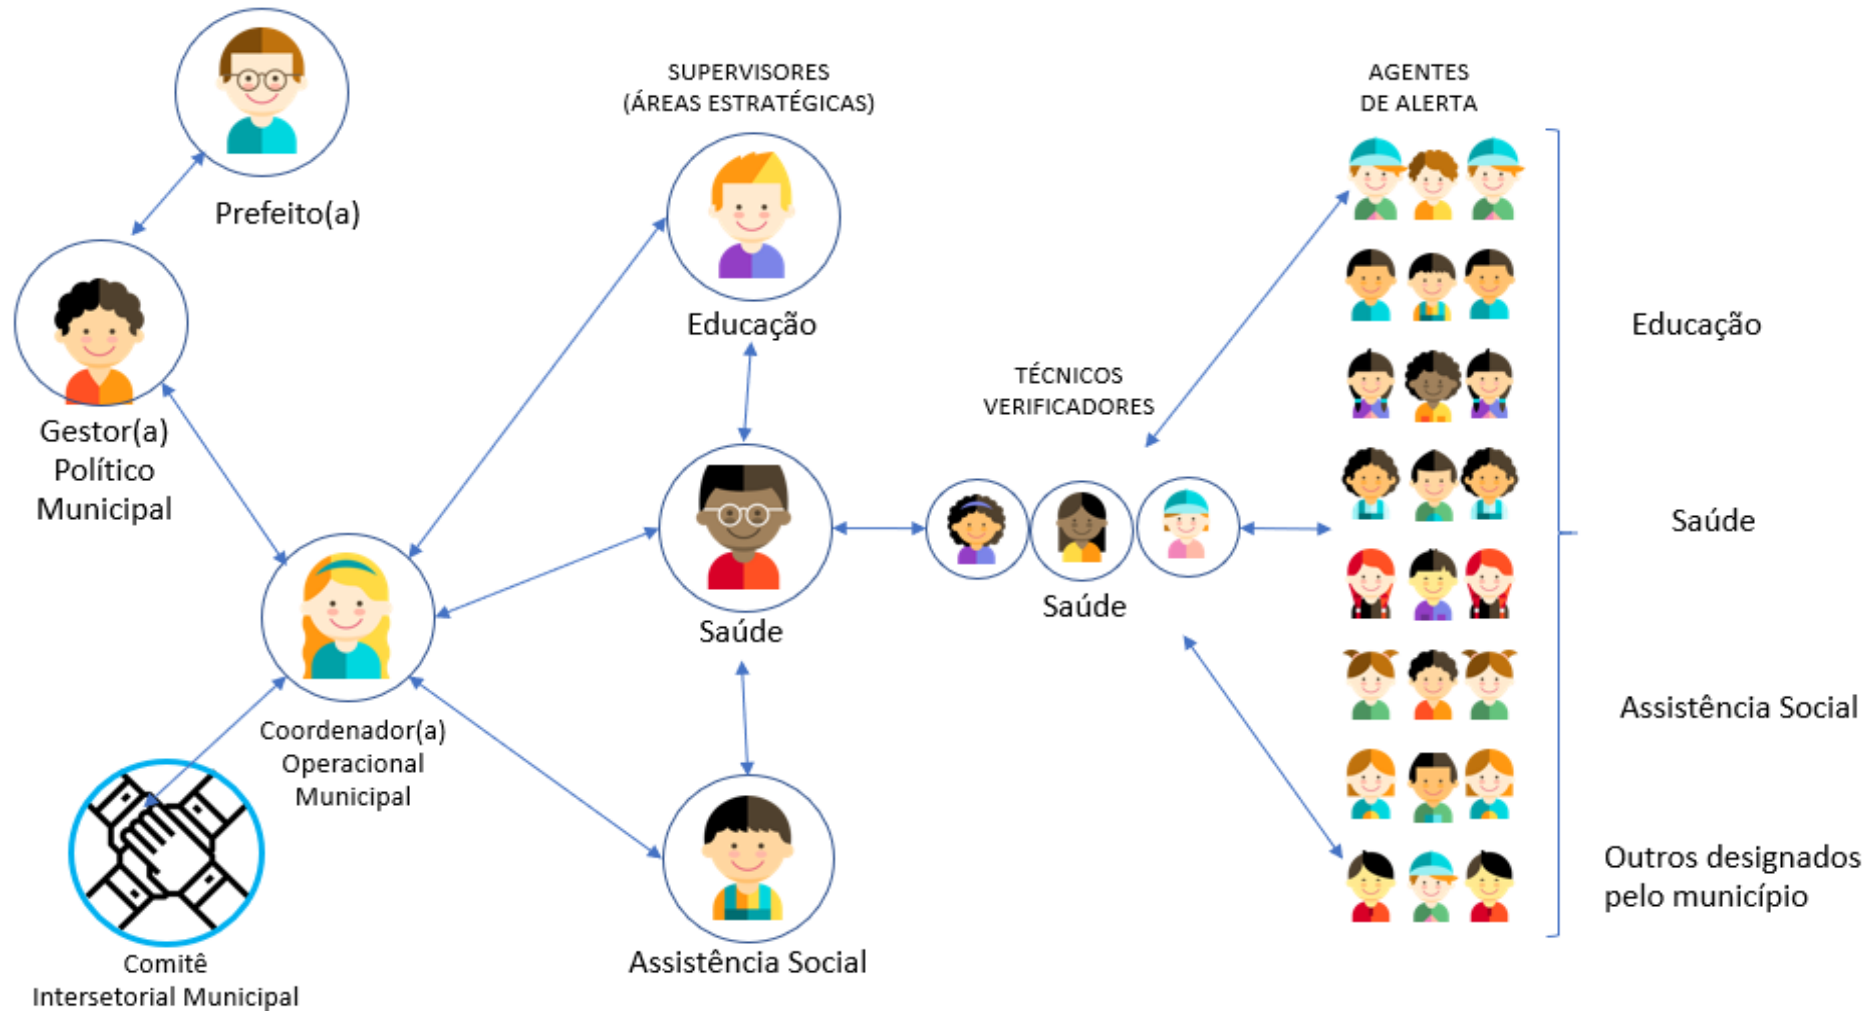 Prefeito(a)
Gestor(a)
Político
Municipal
Coordenador(a)
Operacional
Municipal
Comitê
Intersetorial Municipal
SUPERVISORES
(ÁREAS ESTRATÉGICAS)
Educação
Saúde
Assistência Social
TÉCNICOS
VERIFICADORES
Saúde
AGENTES
DE ALERTA
Educação
Saúde
Assistência Social
Outros designados
pelo município